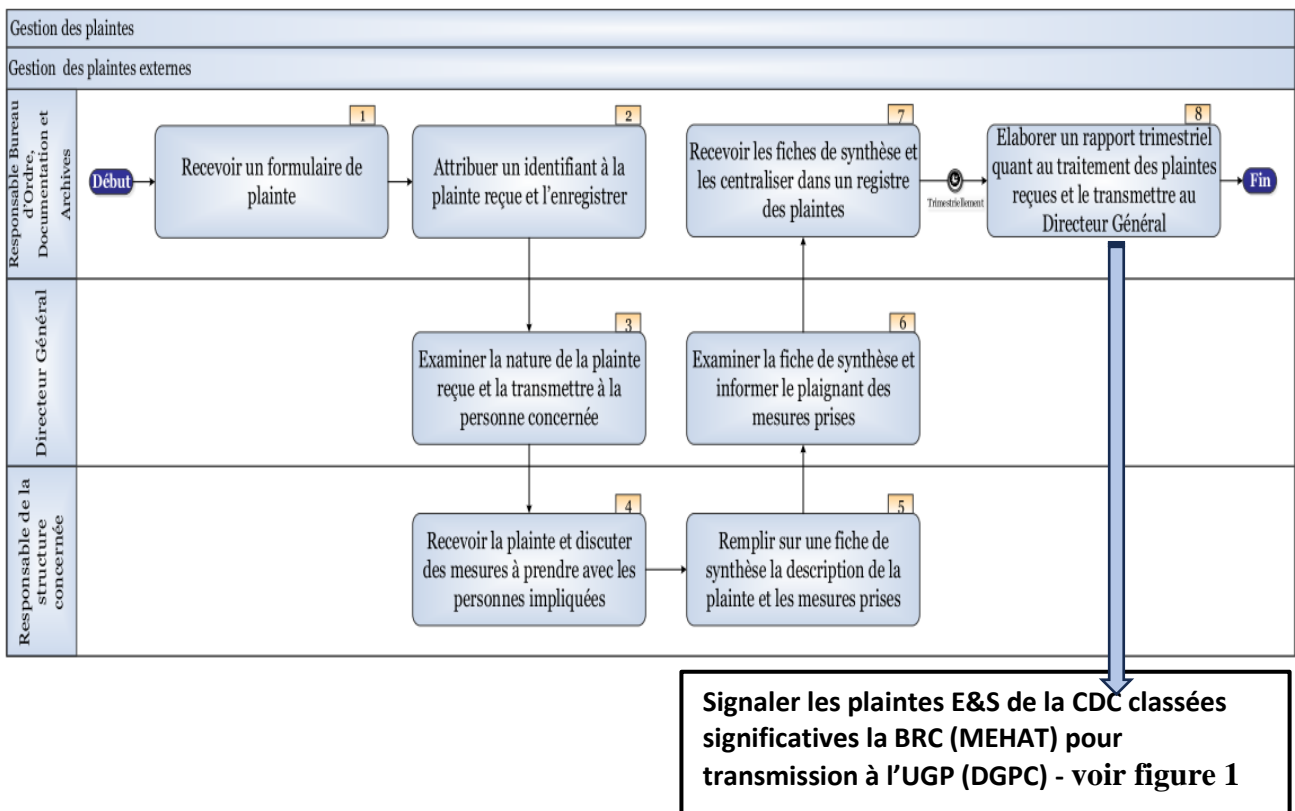 Gestion des plaintes
Gestion des plaintes externes
Responsable Bureau
d'Ordre,
Documentation et
Archives
Début
1
Recevoir un formulaire de
plainte
2
Attribuer un identifiant à la
plainte reçue et l'enregistrer
7
Recevoir les fiches de synthèse et
les centraliser dans un registre
des plaintes
Trimestriellement
8
Elaborer un rapport trimestriel
quant au traitement des plaintes
reçues et le transmettre au
Directeur Général
Fin
Directeur Général
3
Examiner la nature de la plainte
reçue et la transmettre à la
personne concernée
6
Examiner la fiche de synthèse et
informer le plaignant des
mesures prises
Responsable de la
structure
concernée
4
Recevoir la plainte et discuter
des mesures à prendre avec les
personnes impliquées
5
Remplir sur une fiche de
synthèse la description de la
plainte et les mesures prises
Signaler les plaintes E&S de la CDC classées
significatives la BRC (MEHAT) pour
transmission à l'UGP (DGPC) - voir figure 1